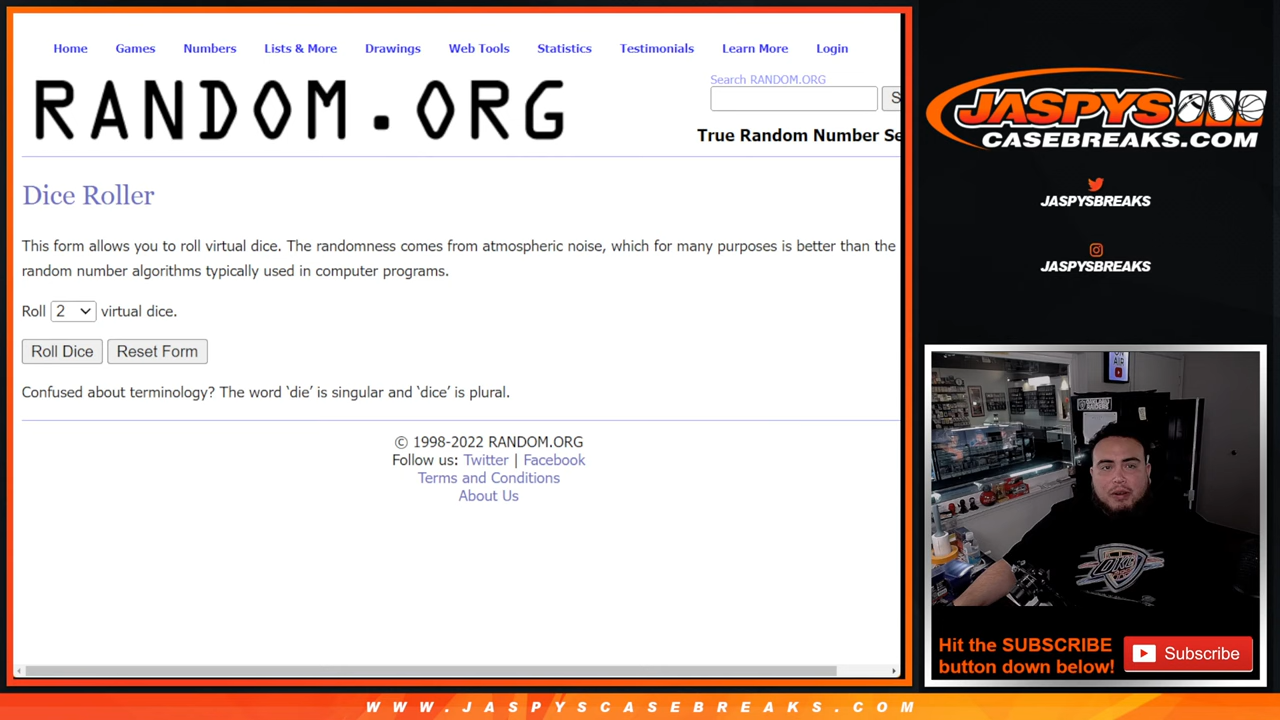 Home Games Numbers Lists & More Drawings Web Tools Statistics Testimonials Learn More Login
RANDOM.ORG
Search RANDOM.ORG
S
True Random Number Se
Dice Roller
This form allows you to roll virtual dice. The randomness comes from atmospheric noise, which for many purposes is better than the
random number algorithms typically used in computer programs.
Roll 2 virtual dice.
Roll Dice Reset Form
Confused about terminology? The word ‘die’ is singular and ‘dice’ is plural.
© 1998-2022 RANDOM.ORG
Follow us: Twitter | Facebook
Terms and Conditions
About Us
JASPYS
CASEBREAKS.COM
JASPYSBREAKS
JASPYSBREAKS
ON
AIR
OKC
Hit the SUBSCRIBE
button down below!
Subscribe
WWW.JASPYSCASEBREAKS.COM